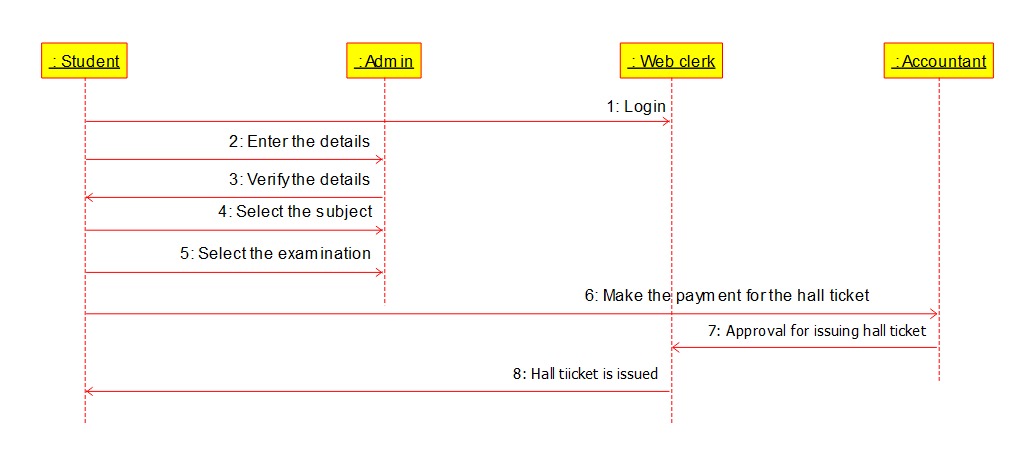 : Student
: Admin
: Web clerk
: Accountant
1: Login
2: Enter the details
3: Verify the details
4: Select the subject
5: Select the examination
6: Make the payment for the hall ticket
7: Approval for issuing hall ticket
8: Hall tiicket is issued